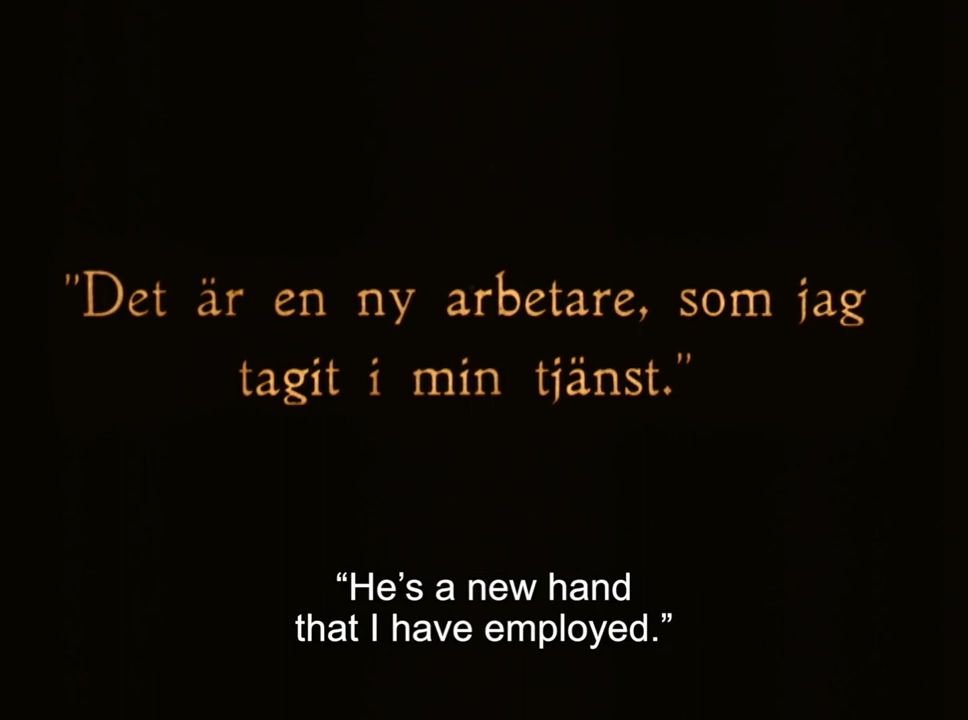 "Det är en ny arbetare, som jag
tagit i min tjänst."
“He’s a new hand
that I have employed.”